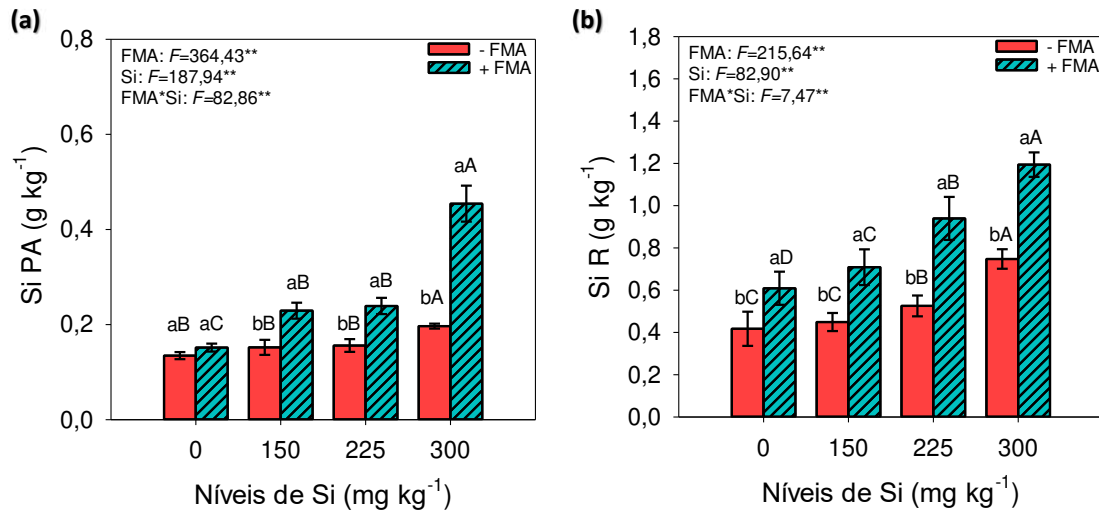 (a)
Si PA (g kg-1)
0,8
0,6
0,4
0,2
0,0
FMA: F=364,43**
Si: F=187,94**
FMA*Si: F=82,86**
- FMA
+ FMA
aB aC bB aB bB aB bA aA
0 150 225 300
Níveis de Si (mg kg-1)
(b)
Si R (g kg-1)
1,8
1,6
1,4
1,2
1,0
0,8
0,6
0,4
0,2
0,0
FMA: F=215,64**
Si: F=82,90**
FMA*Si: F=7,47**
- FMA
+ FMA
bC aD bC aC bB aB bA aA
0 150 225 300
Níveis de Si (mg kg-1)